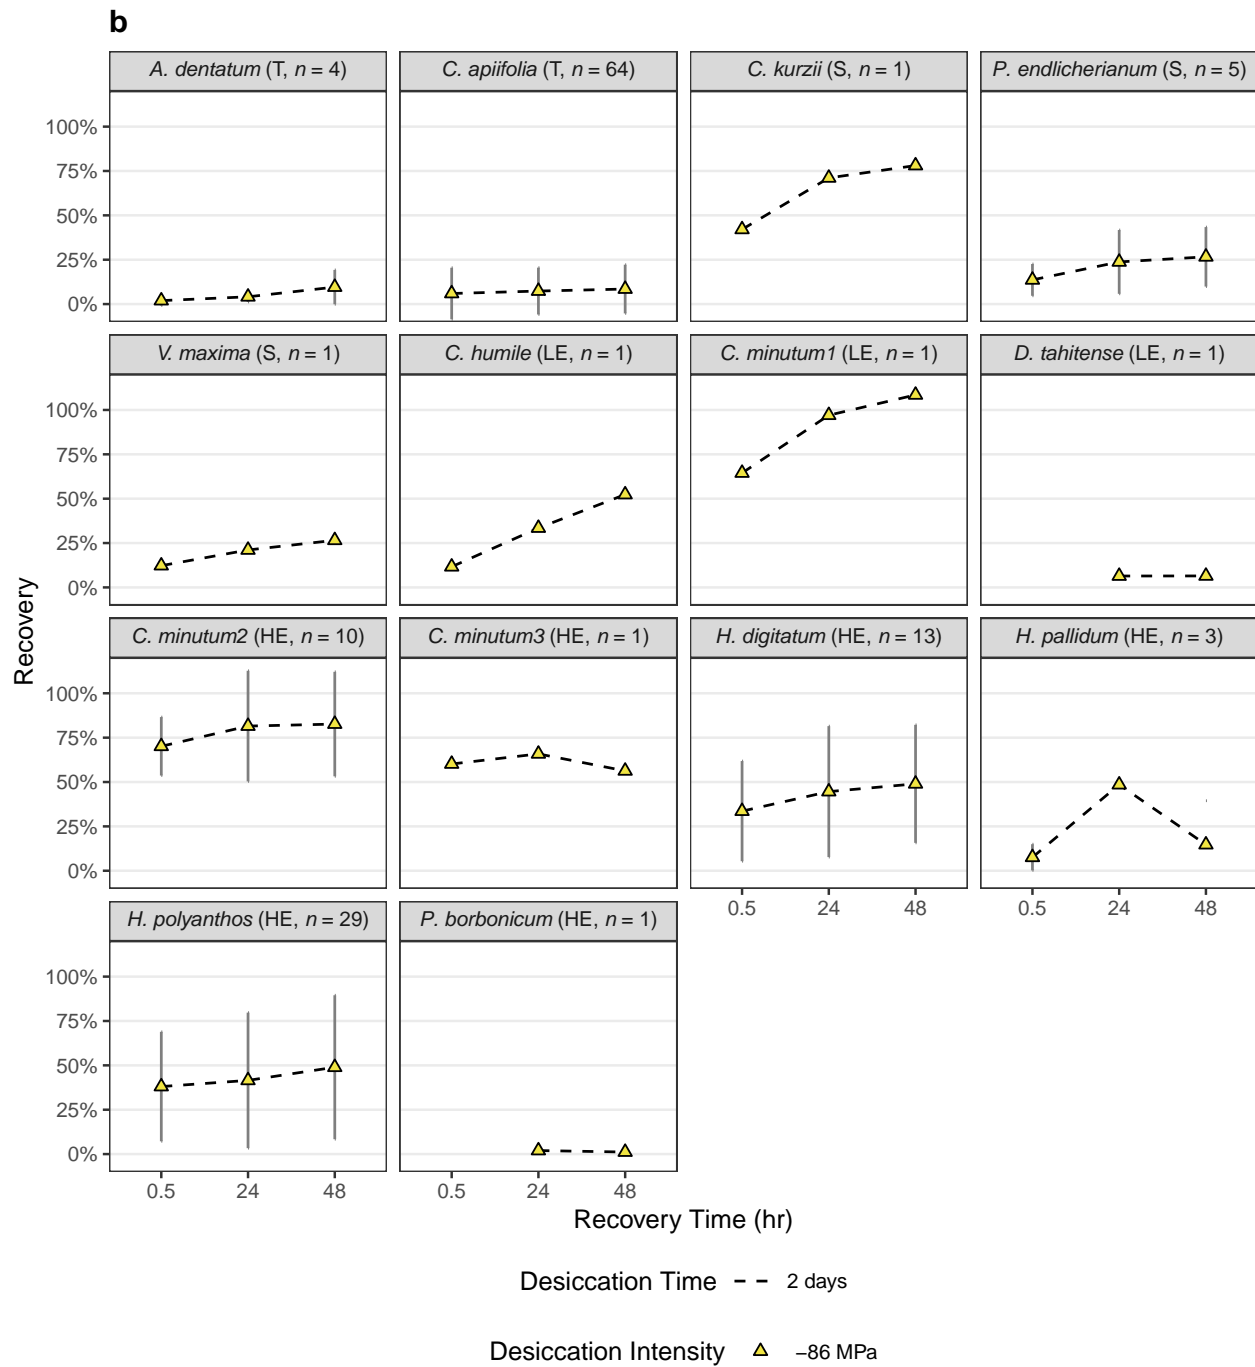 b
A. dentatum (T, n = 4)
C. apiifolia (T, n = 64)
C. kurzii (S, n = 1)
P. endlicherianum (S, n = 5)
100%
75%
50%
25%
0%
V. maxima (S, n = 1)
C. humile (LE, n = 1)
C. minutum1 (LE, n = 1)
D. tahitense (LE, n = 1)
100%
75%
50%
25%
0%
Recovery
C. minutum2 (HE, n = 10)
C. minutum3 (HE, n = 1)
H. digitatum (HE, n = 13)
H. pallidum (HE, n = 3)
100%
75%
50%
25%
0%
0.5 24 48
0.5 24 48
H. polyanthos (HE, n = 29)
P. borbonicum (HE, n = 1)
100%
75%
50%
25%
0%
0.5 24 48
0.5 24 48
Recovery Time (hr)
Desiccation Time 2 days
Desiccation Intensity −86 MPa